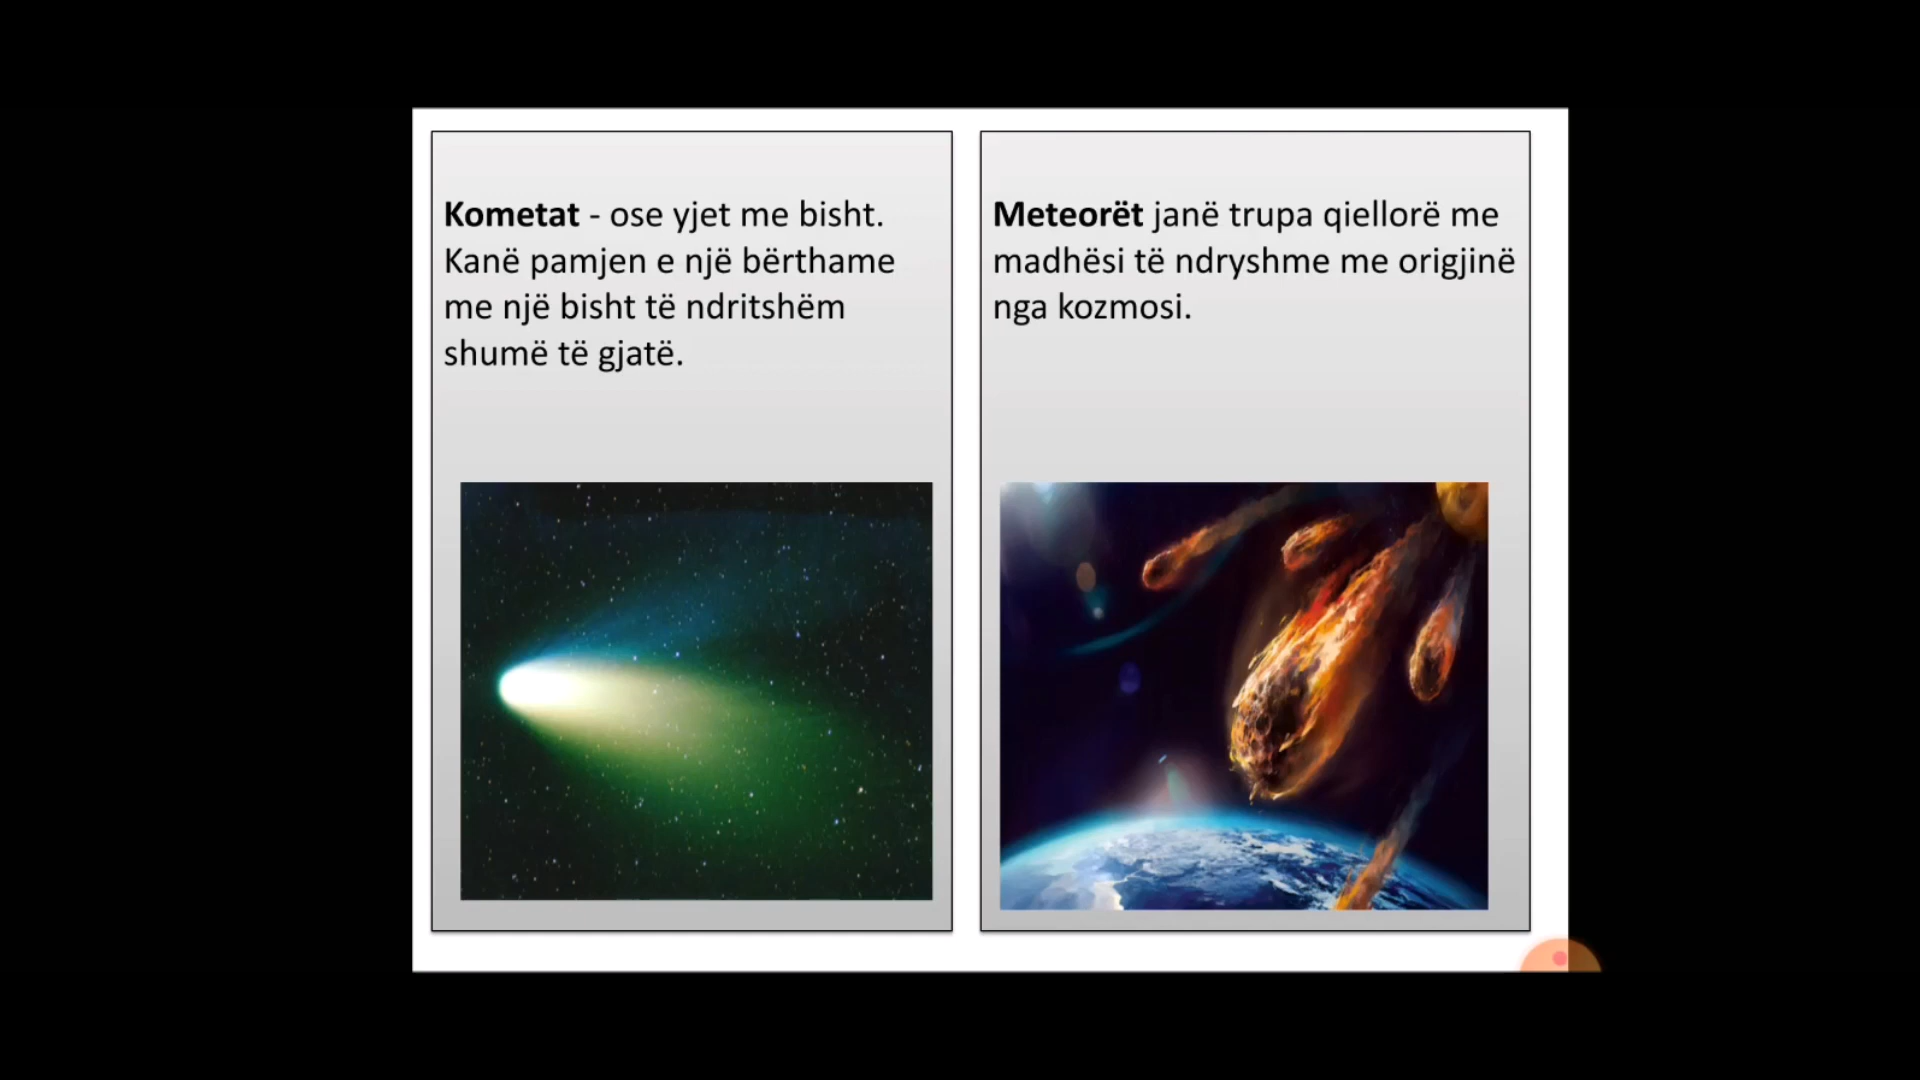 Kometat - ose yjet me bisht.
Kanë pamjen e një bërthame
me një bisht të ndritshëm
shumë të gjatë.
Meteorët janë trupa qiellorë me
madhësi të ndryshme me origjinë
nga kozmosi.